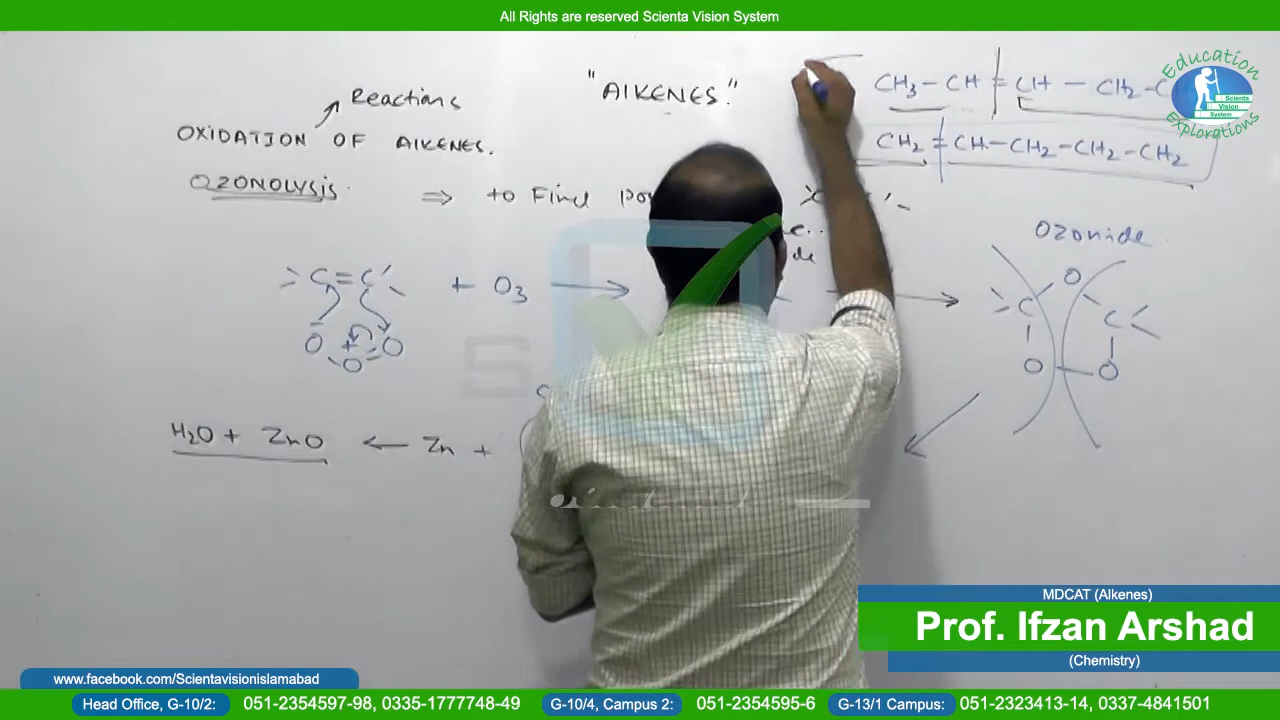 All Rights are reserved Scienta Vision System
"AlKENES"
Reactions
OXIDATION OF AlKENES.
OZONOLYSIS
⇒ to Find
CH3 - CH = CH - CH2 - C
CH2 = CH - CH2 - CH2 - CH2
Education
Scienta
Vision
System
Explorations
Ozonide
C = C + O3 →
O O O
O
C C
O — O
H2O + ZnO ← Zn +
MDCAT (Alkenes)
Prof. Ifzan Arshad
(Chemistry)
www.facebook.com/Scientavisionislamabad
Head Office, G-10/2: 051-2354597-98, 0335-1777748-49 G-10/4, Campus 2: 051-2354595-6 G-13/1 Campus: 051-2323413-14, 0337-4841501